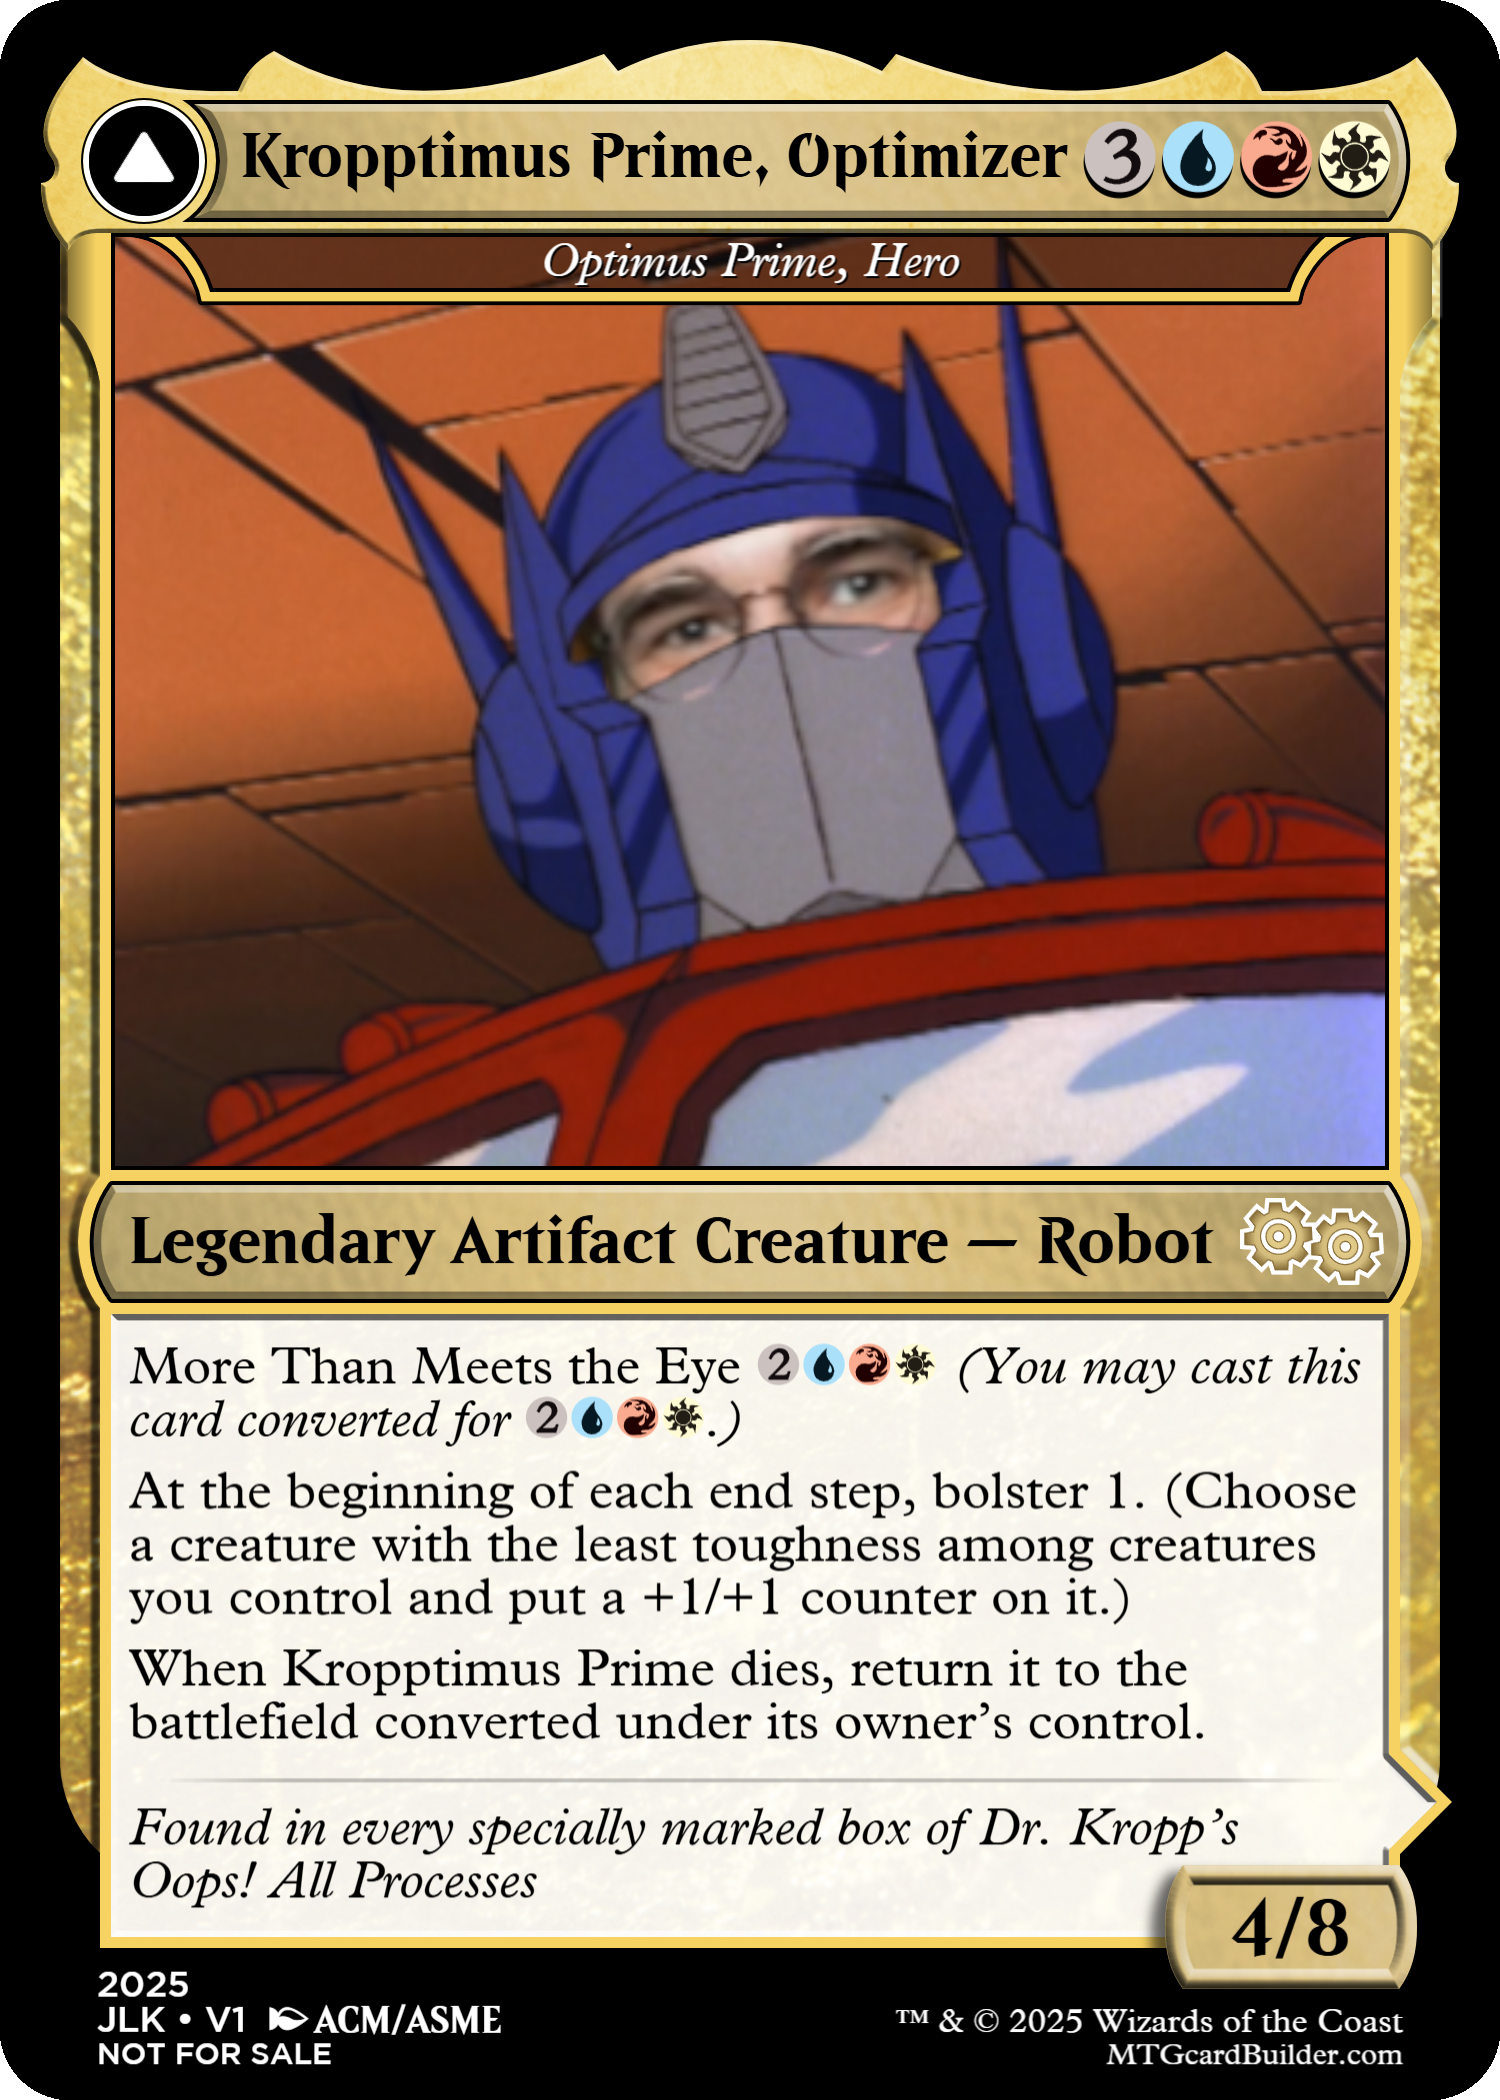 Kropptimus Prime, Optimizer 3
Optimus Prime, Hero
Legendary Artifact Creature — Robot
More Than Meets the Eye 2 (You may cast this
card converted for 2.)
At the beginning of each end step, bolster 1. (Choose
a creature with the least toughness among creatures
you control and put a +1/+1 counter on it.)
When Kropptimus Prime dies, return it to the
battlefield converted under its owner’s control.
Found in every specially marked box of Dr. Kropp’s
Oops! All Processes
4/8
2025
JLK • V1 ACM/ASME
NOT FOR SALE
™ & © 2025 Wizards of the Coast
MTGcardBuilder.com